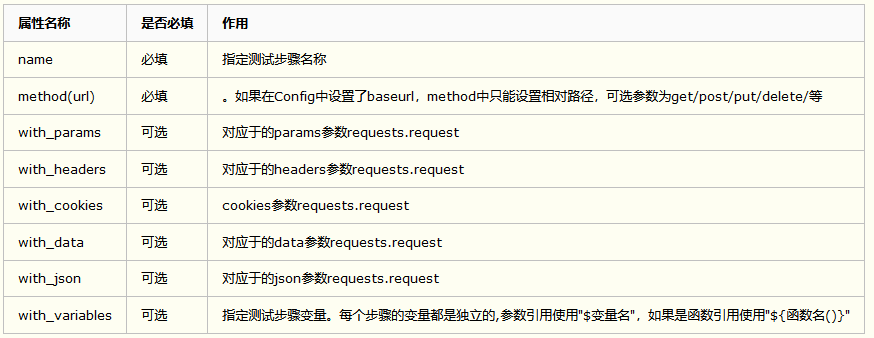 属性名称 是否必填 作用
name 必填 指定测试步骤名称
method(url) 必填 。如果在Config中设置了baseurl，method中只能设置相对路径，可选参数为get/post/put/delete/等
with_params 可选 对应于的params参数requests.request
with_headers 可选 对应于的headers参数requests.request
with_cookies 可选 cookies参数requests.request
with_data 可选 对应于的data参数requests.request
with_json 可选 对应于的json参数requests.request
with_variables 可选 指定测试步骤变量。每个步骤的变量都是独立的,参数引用使用"$变量名"，如果是函数引用使用"${函数名()}"